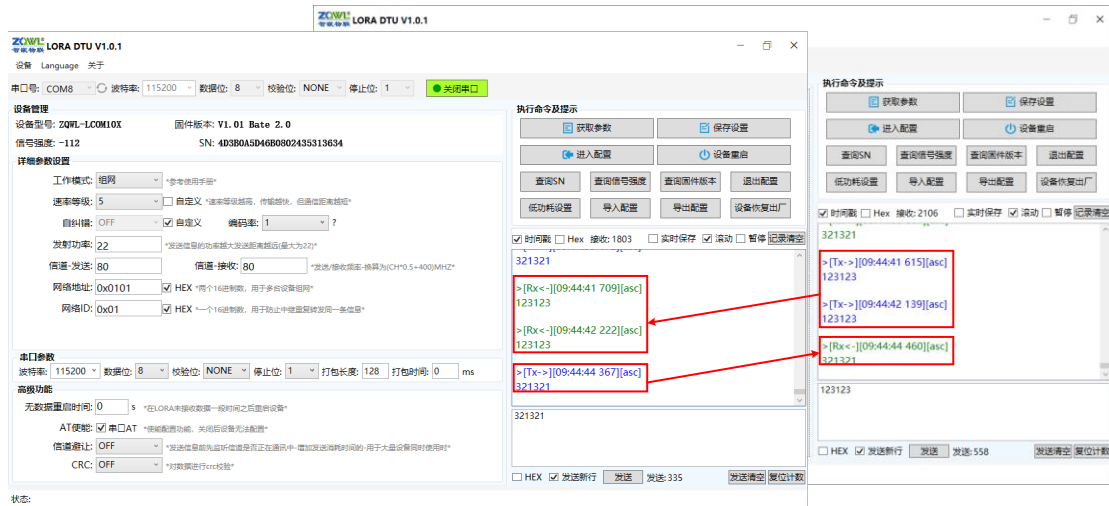 ZQWL 智嵌物联 LORA DTU V1.0.1
ZQWL 智嵌物联 LORA DTU V1.0.1
设备 Language 关于
串口号: COM8 波特率: 115200 数据位: 8 校验位: NONE 停止位: 1 关闭串口
设备管理
设备型号: ZQWL-LCOM10X 固件版本: V1.01 Bate 2.0
信号强度: -112 SN: 4D3B0A5D46B0802435313634
详细参数设置
工作模式: 组网 *参考使用手册*
速率等级: 5 自定义 *速率等级越高、传输越快，但通信距离越短*
自纠错: OFF 自定义 编码率: 1 ?
发射功率: 22 *发送信息的功率越大发送距离越远(最大为22)*
信道-发送: 80 信道-接收: 80 *发送/接收频率-换算为(CH*0.5+400)MHZ*
网络地址: 0x0101 HEX *两个16进制数，用于多台设备组网*
网络ID: 0x01 HEX *一个16进制数，用于防止中继重复转发同一条信息*
串口参数
波特率: 115200 数据位: 8 校验位: NONE 停止位: 1 打包长度: 128 打包时间: 0 ms
高级功能
无数据重启时间: 0 s *在LORA未接收数据一段时间之后重启设备*
AT使能: 串口AT *使能配置功能，关闭后设备无法配置*
信道避让: OFF *发送信息前先监听信道是否正在通讯中-增加发送消耗时间的-用于大量设备同时使用时*
CRC: OFF *对数据进行crc校验*
状态:
执行命令及提示
获取参数 保存设置
进入配置 设备重启
查询SN 查询信号强度 查询固件版本 退出配置
低功耗设置 导入配置 导出配置 设备恢复出厂
时间戳 Hex 接收: 1803 实时保存 滚动 暂停 记录清空
321321
>[Rx<-][09:44:41 709][asc]
123123
>[Rx<-][09:44:42 222][asc]
123123
>[Tx->][09:44:44 367][asc]
321321
321321
HEX 发送新行 发送 发送: 335 发送清空 复位计数
执行命令及提示
获取参数 保存设置
进入配置 设备重启
查询SN 查询信号强度 查询固件版本 退出配置
低功耗设置 导入配置 导出配置 设备恢复出厂
时间戳 Hex 接收: 2106 实时保存 滚动 暂停 记录清空
321321
>[Tx->][09:44:41 615][asc]
123123
>[Tx->][09:44:42 139][asc]
123123
>[Rx<-][09:44:44 460][asc]
321321
123123
HEX 发送新行 发送 发送: 558 发送清空 复位计数